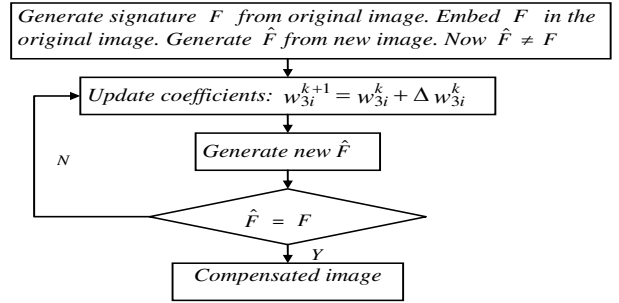 Generate signature F from original image. Embed F in the
original image. Generate F̂ from new image. Now F̂ ≠ F
Update coefficients: w_{3i}^{k+1} = w_{3i}^{k} + Δ w_{3i}^{k}
Generate new F̂
N
F̂ = F
Y
Compensated image